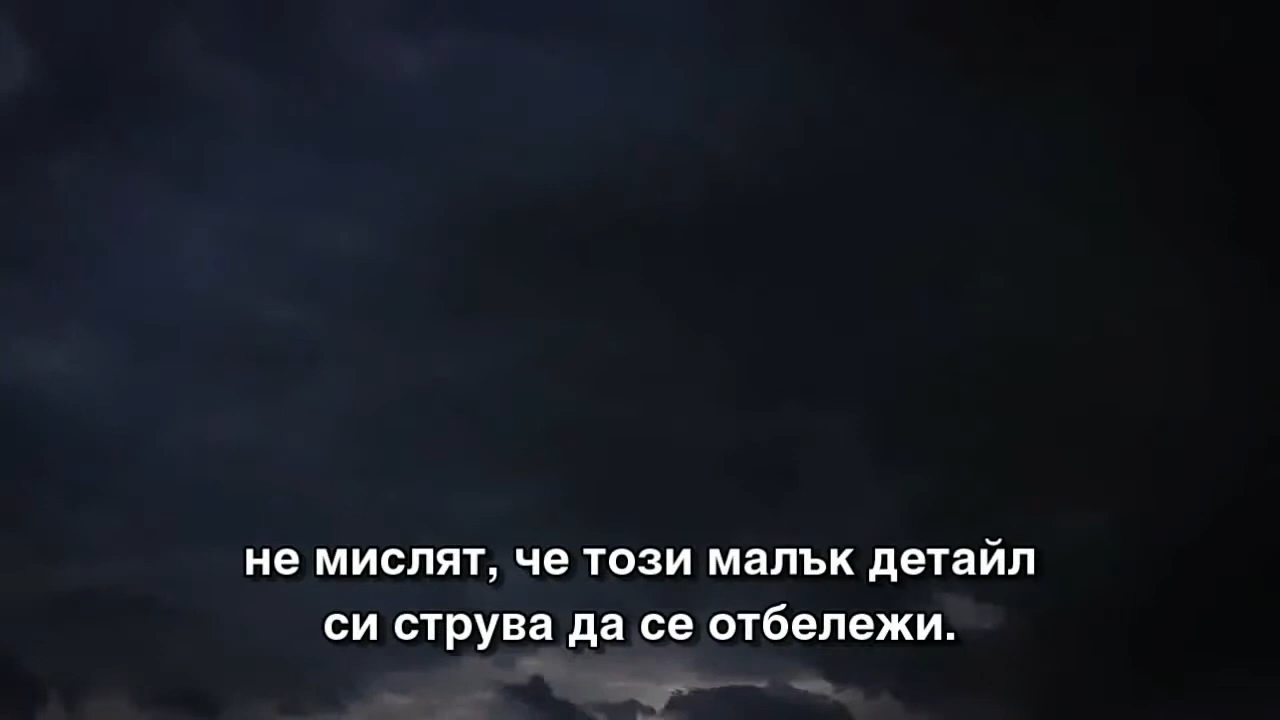 не мислят, че този малък детайл
си струва да се отбележи.